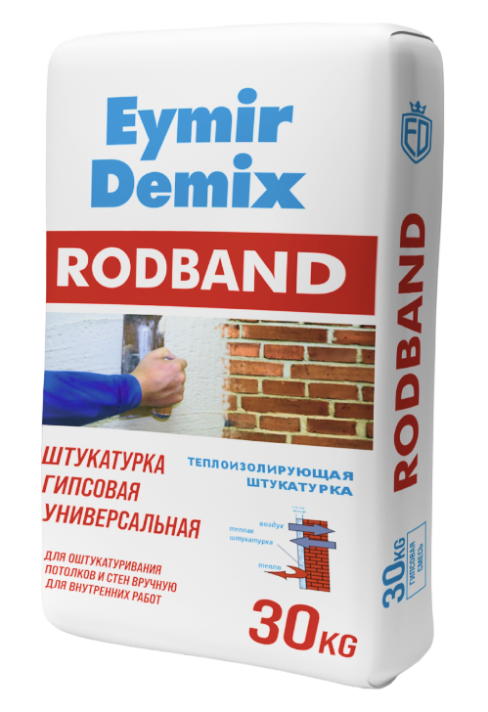 Eymir
Demix
RODBAND
ШТУКАТУРКА
ГИПСОВАЯ
УНИВЕРСАЛЬНАЯ
ДЛЯ ОШТУКАТУРИВАНИЯ
ПОТОЛКОВ И СТЕН ВРУЧНУЮ
ДЛЯ ВНУТРЕННИХ РАБОТ
ТЕПЛОИЗОЛИРУЮЩАЯ
ШТУКАТУРКА
воздух
теплая
штукатурка
тепло
30KG
ED
RODBAND
30KG
ГИПСОВАЯ
СМЕСЬ